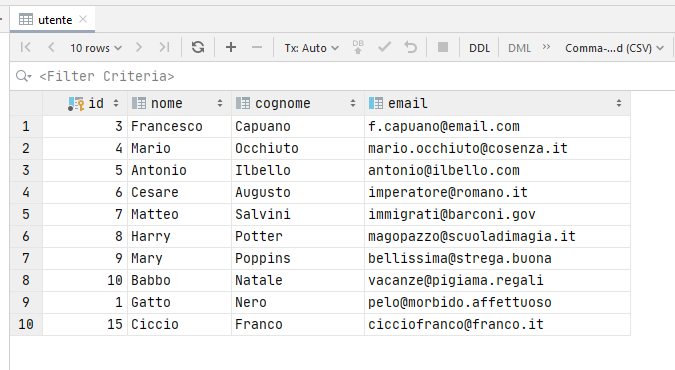 utente
10 rows Tx: Auto DB DDL DML Comma-...d (CSV)
<Filter Criteria>
id nome cognome email
1 3 Francesco Capuano f.capuano@email.com
2 4 Mario Occhiuto mario.occhiuto@cosenza.it
3 5 Antonio Ilbello antonio@ilbello.com
4 6 Cesare Augusto imperatore@romano.it
5 7 Matteo Salvini immigrati@barconi.gov
6 8 Harry Potter magopazzo@scuoladimagia.it
7 9 Mary Poppins bellissima@strega.buona
8 10 Babbo Natale vacanze@pigiama.regali
9 1 Gatto Nero pelo@morbido.affettuoso
10 15 Ciccio Franco cicciofranco@franco.it